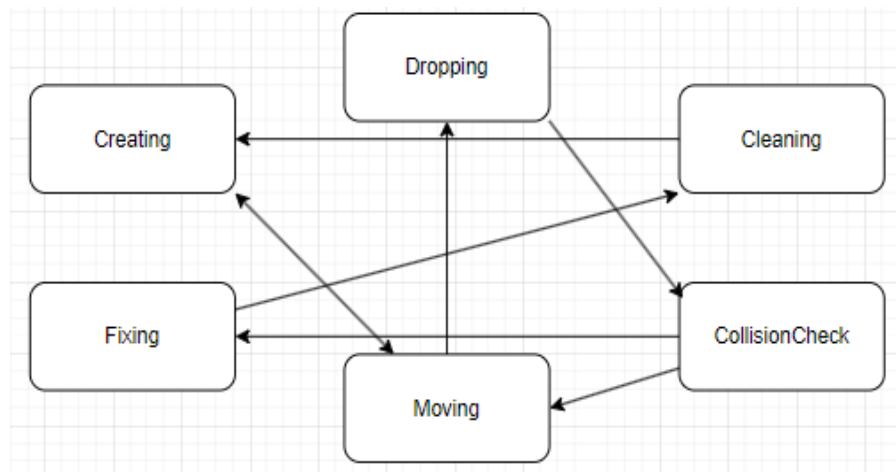 Dropping
Creating
Cleaning
Fixing
CollisionCheck
Moving